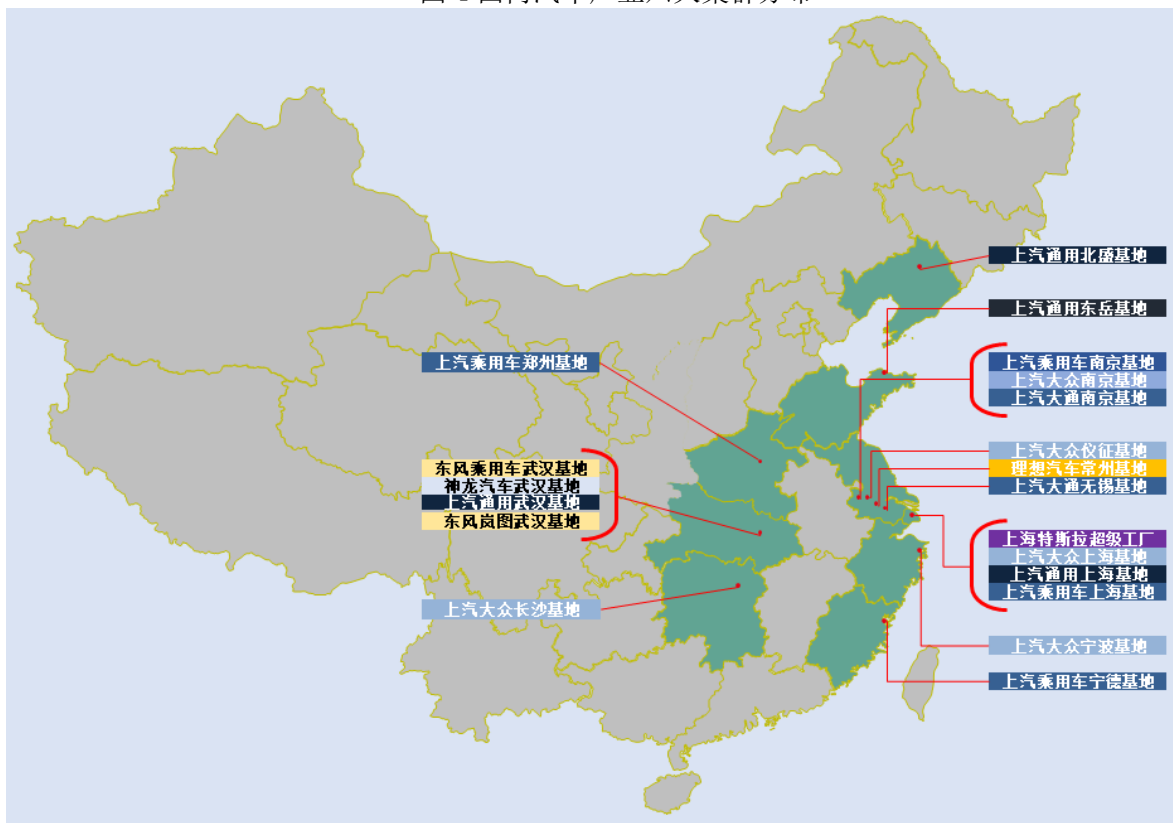 上汽通用北盛基地
上汽通用东岳基地
上汽乘用车郑州基地
上汽乘用车南京基地
上汽大众南京基地
上汽大通南京基地
上汽大众仪征基地
理想汽车常州基地
上汽大通无锡基地
东风乘用车武汉基地
神龙汽车武汉基地
上汽通用武汉基地
东风岚图武汉基地
上海特斯拉超级工厂
上汽大众上海基地
上汽通用上海基地
上汽乘用车上海基地
上汽大众长沙基地
上汽大众宁波基地
上汽乘用车宁德基地